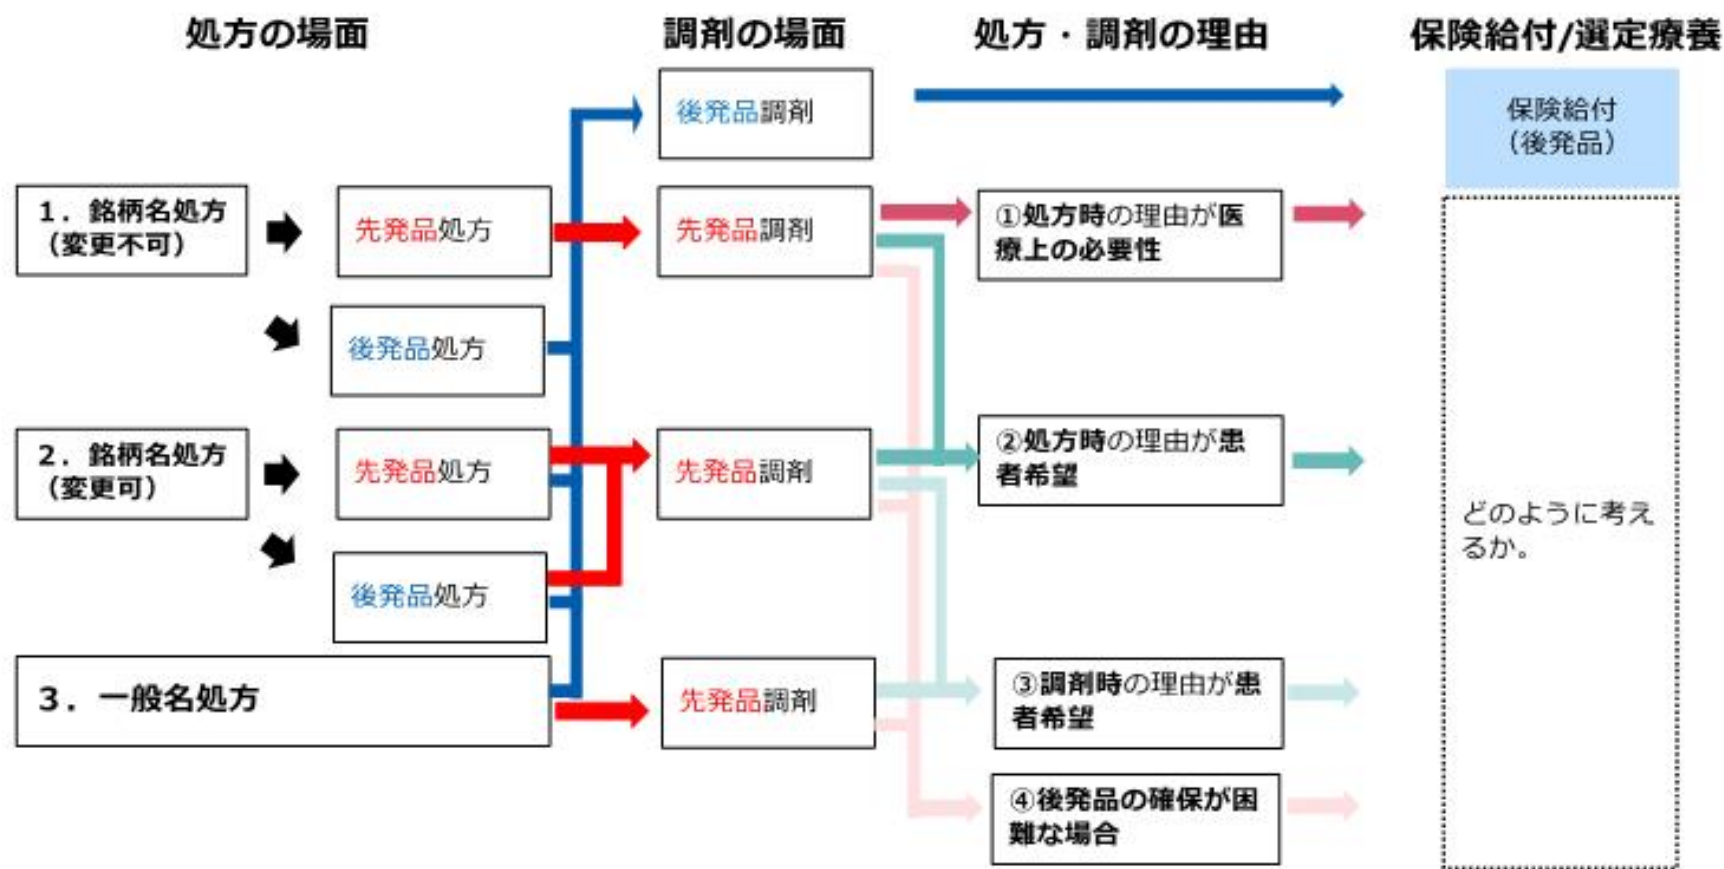 処方の場面
調剤の場面
処方・調剤の理由
保険給付/選定療養
後発品調剤
保険給付
（後発品）
1．銘柄名処方
（変更不可）
先発品処方
先発品調剤
①処方時の理由が医
療上の必要性
後発品処方
2．銘柄名処方
（変更可）
先発品処方
先発品調剤
②処方時の理由が患
者希望
どのように考え
るか。
後発品処方
3．一般名処方
先発品調剤
③調剤時の理由が患
者希望
④後発品の確保が困
難な場合